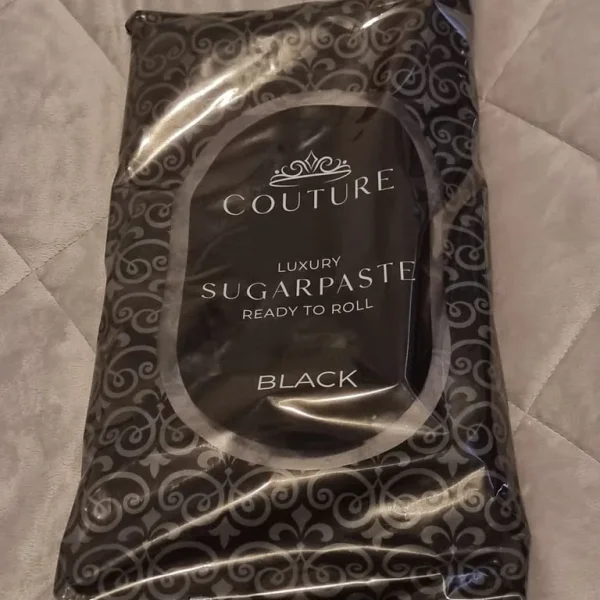 COUTURE
LUXURY
SUGARPASTE
READY TO ROLL
BLACK